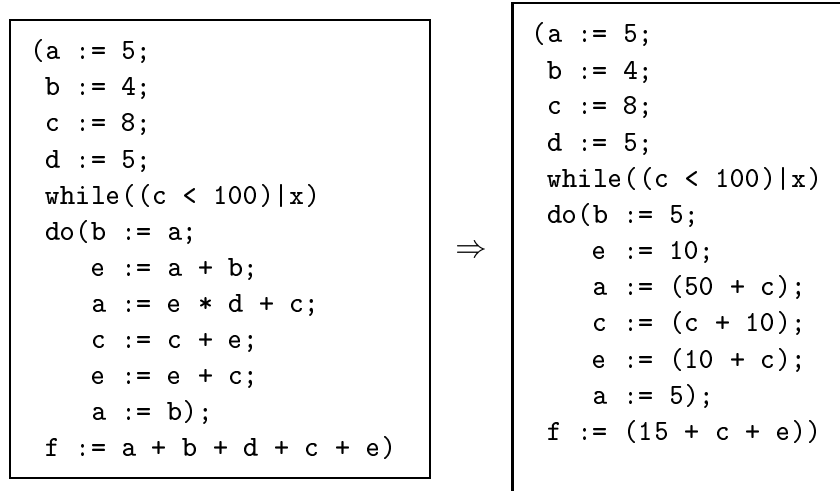 (a := 5;
b := 4;
c := 8;
d := 5;
while((c < 100)|x)
do(b := a;
e := a + b;
a := e * d + c;
c := c + e;
e := e + c;
a := b);
f := a + b + d + c + e)
⇒
(a := 5;
b := 4;
c := 8;
d := 5;
while((c < 100)|x)
do(b := 5;
e := 10;
a := (50 + c);
c := (c + 10);
e := (10 + c);
a := 5);
f := (15 + c + e))